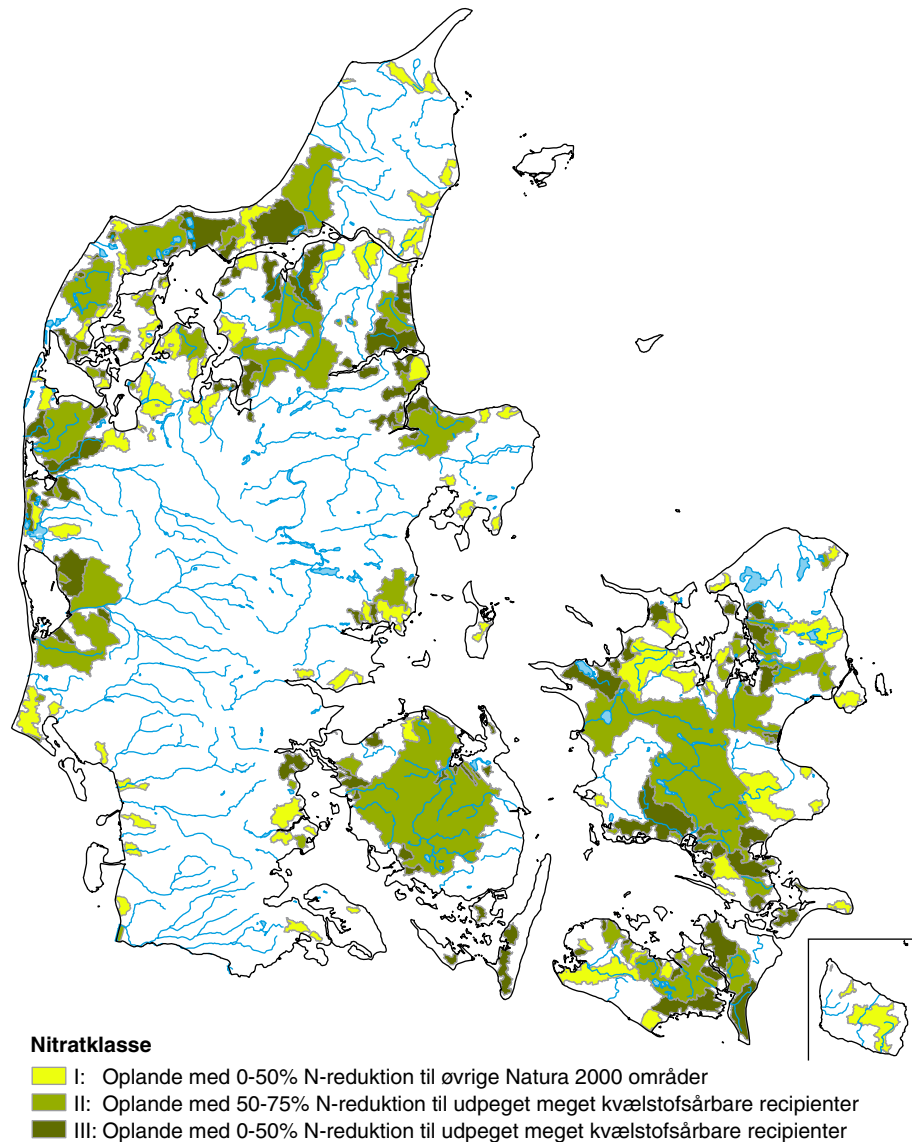 Nitratklasse
I: Oplande med 0-50% N-reduktion til øvrige Natura 2000 områder
II: Oplande med 50-75% N-reduktion til udpeget meget kvælstofsårbare recipienter
III: Oplande med 0-50% N-reduktion til udpeget meget kvælstofsårbare recipienter